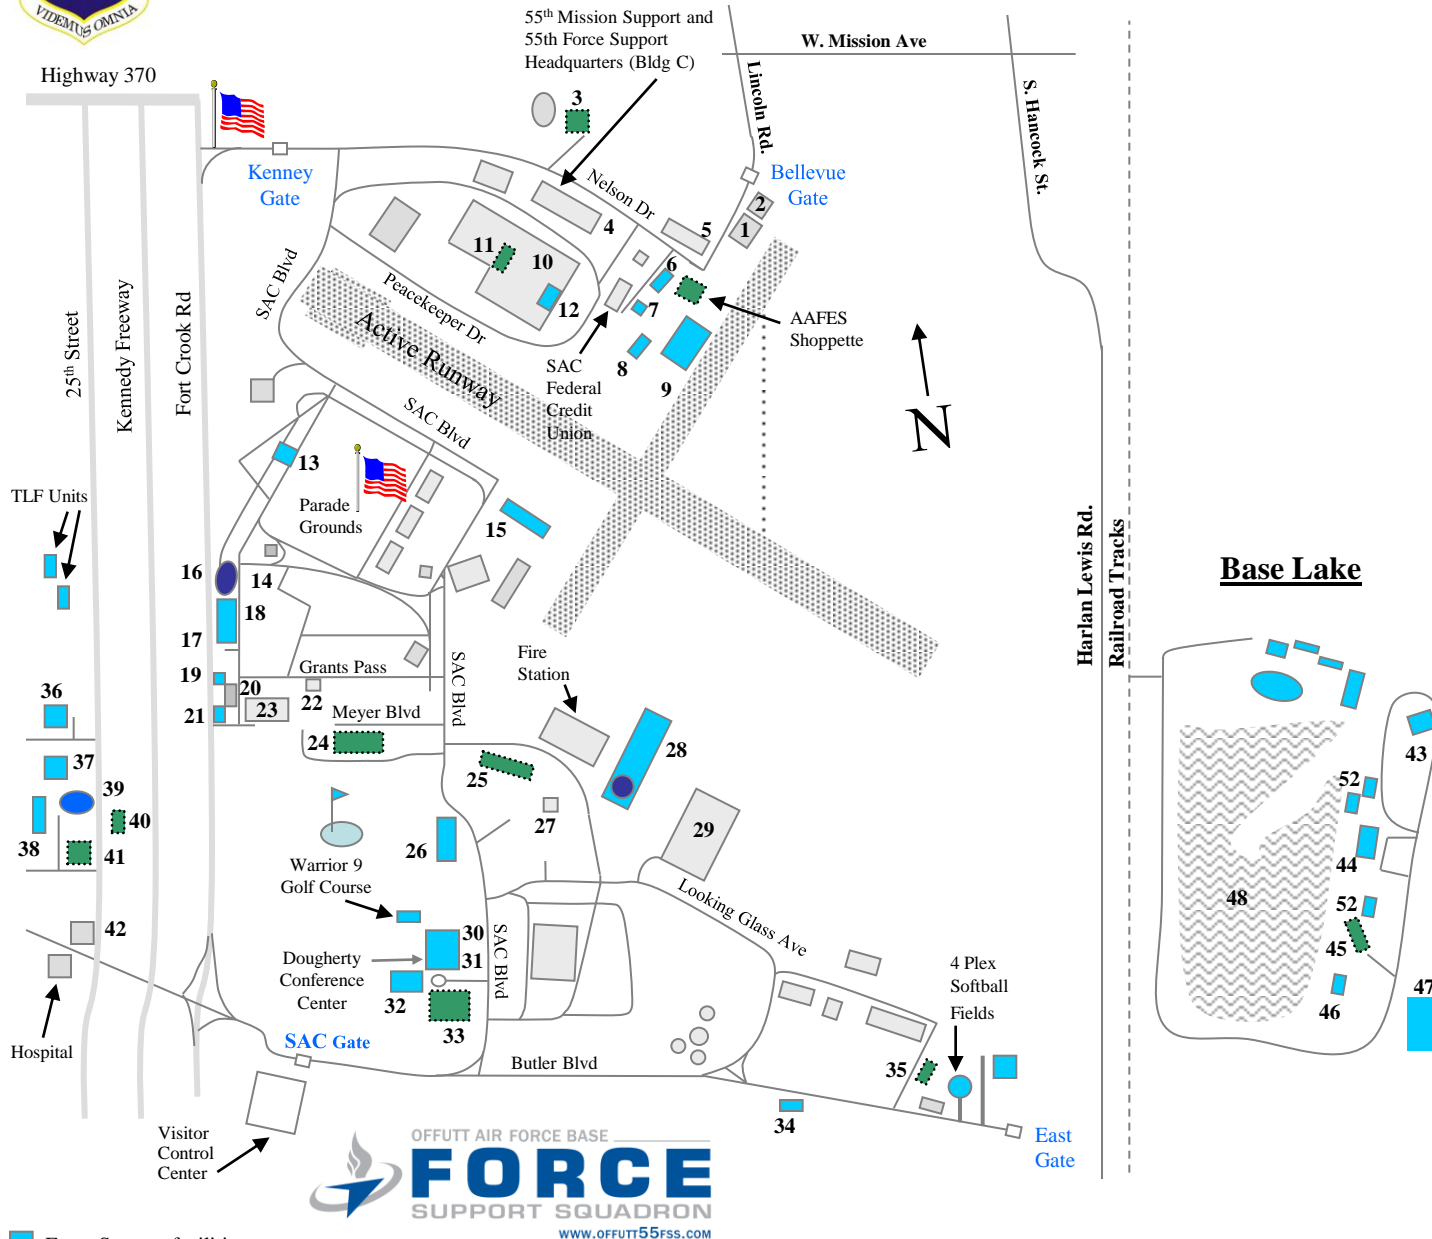 VIDEMUS OMNIA
55th Mission Support and
55th Force Support
Headquarters (Bldg C)
W. Mission Ave
Highway 370
Lincoln Rd.
S. Hancock St.
3
Kenney
Gate
Nelson Dr
Bellevue
Gate
2
1
4
5
6
11
10
12
7
8
9
SAC Blvd
Peacekeeper Dr
Active Runway
AAFES
Shoppette
SAC
Federal
Credit
Union
N
25th Street
Kennedy Freeway
Fort Crook Rd
SAC Blvd
13
Parade
Grounds
15
TLF Units
16
14
18
17
Harlan Lewis Rd.
Railroad Tracks
Base Lake
Grants Pass
SAC Blvd
Fire
Station
19
20
21
22
23
Meyer Blvd
24
25
28
27
29
26
36
37
39
40
38
41
42
Hospital
Warrior 9
Golf Course
30
31
Dougherty
Conference
Center
32
33
SAC Blvd
Looking Glass Ave
4 Plex
Softball
Fields
35
34
SAC Gate
Butler Blvd
East
Gate
Visitor
Control
Center
43
52
44
48
52
45
46
47
OFFUTT AIR FORCE BASE
FORCE
SUPPORT SQUADRON
WWW.OFFUTT55FSS.COM